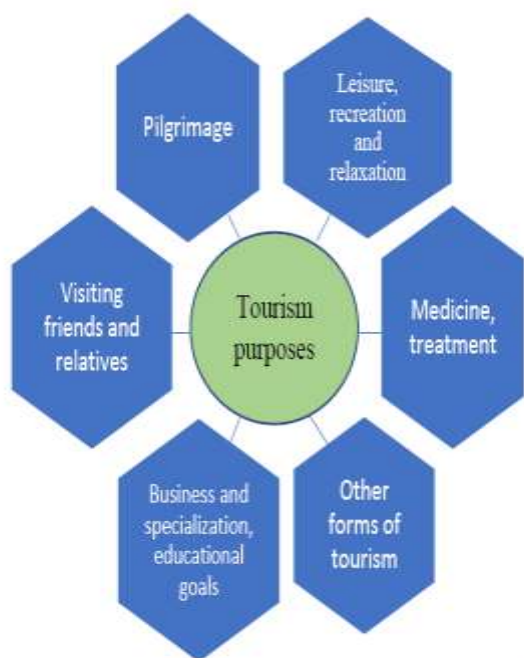 Pilgrimage
Leisure,
recreation
and
relaxation
Visiting
friends and
relatives
Tourism
purposes
Medicine,
treatment
Business and
specialization,
educational
goals
Other
forms of
tourism